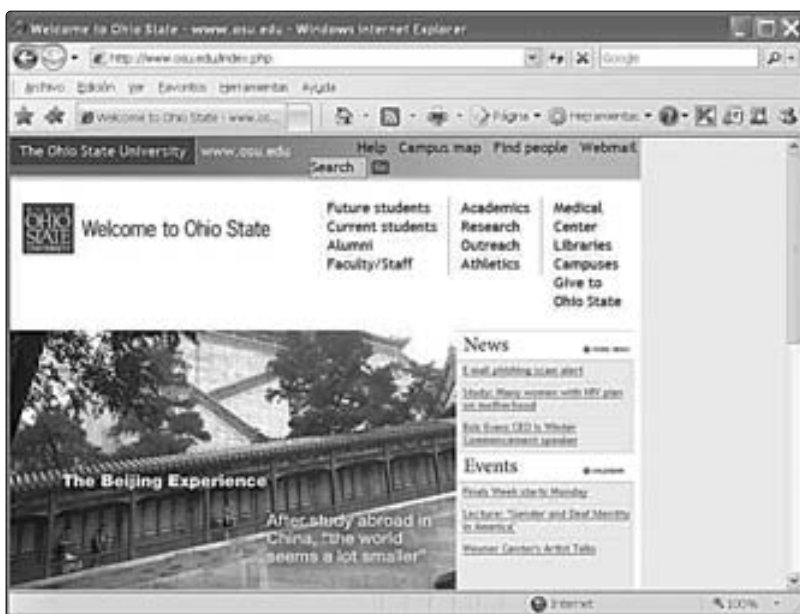 Welcome to Ohio State - www.osu.edu - Windows Internet Explorer
http://www.osu.edu/index.php
Google
Archivo Edición Ver Favoritos Herramientas Ayuda
Welcome to Ohio State - www.os...
Página
Herramientas
The Ohio State University www.osu.edu
Help Campus map Find people Webmail
Search Go
OHIO
STATE
Welcome to Ohio State
Future students
Current students
Alumni
Faculty/Staff
Academics
Research
Outreach
Athletics
Medical
Center
Libraries
Campuses
Give to
Ohio State
The Beijing Experience
After study abroad in
China, "the world
seems a lot smaller"
News
E-mail phishing scam alert
Study: Many women with HIV plan
on motherhood
Bob Evans CEO is Winter
Commencement speaker
Events
Finals Week starts Monday
Lecture: 'Gender and Deaf Identity
in America'
Wexner Center's Artist Talks
Internet
100%